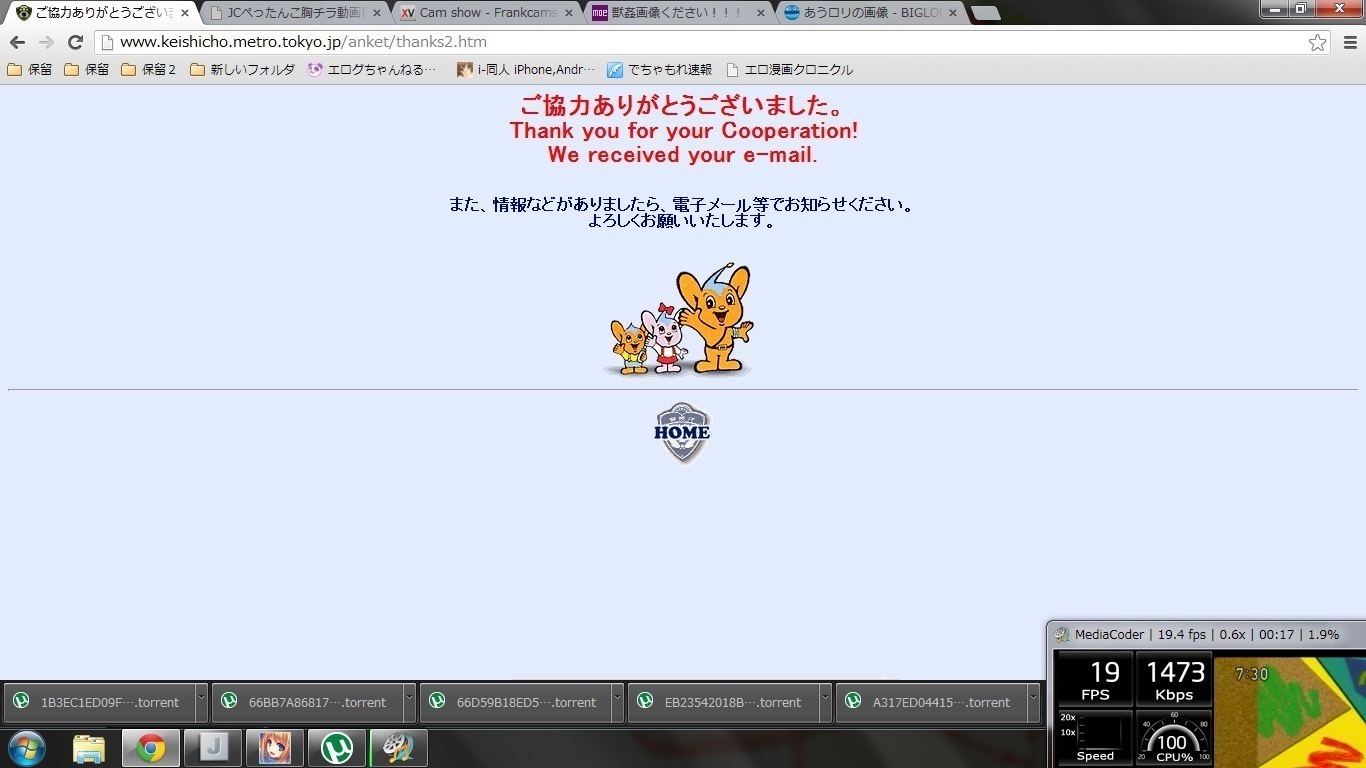 ご協力ありがとうござい
JCぺったんこ胸チラ動画
Cam show - Frankcams
獣姦画像ください！！！
あうロリの画像 - BIGLO
www.keishicho.metro.tokyo.jp/anket/thanks2.htm
保留
保留
保留２
新しいフォルダ
エログちゃんねる…
i-同人 iPhone,Andr…
でちゃもれ速報
エロ漫画クロニクル
ご協力ありがとうございました。
Thank you for your Cooperation!
We received your e-mail.
また、情報などがありましたら、電子メール等でお知らせください。
よろしくお願いいたします。
HOME
MediaCoder | 19.4 fps | 0.6x | 00:17 | 1.9%
19
FPS
1473
Kbps
7:30
20x
10x
Speed
20
40
60
80
100
100
CPU%
1B3EC1ED09F….torrent
66BB7A86817….torrent
66D59B18ED5….torrent
EB23542018B….torrent
A317ED04415….torrent